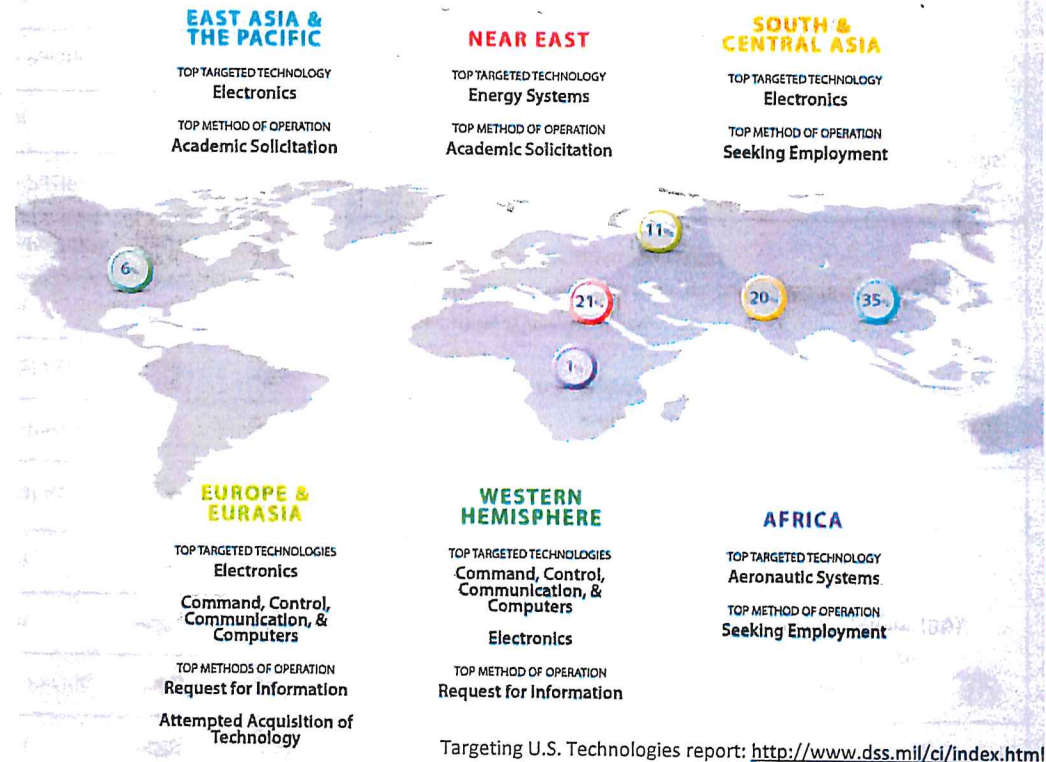 EAST ASIA &
THE PACIFIC
TOP TARGETED TECHNOLOGY
Electronics
TOP METHOD OF OPERATION
Academic Solicitation
NEAR EAST
TOP TARGETED TECHNOLOGY
Energy Systems
TOP METHOD OF OPERATION
Academic Solicitation
SOUTH &
CENTRAL ASIA
TOP TARGETED TECHNOLOGY
Electronics
TOP METHOD OF OPERATION
Seeking Employment
6%
11%
21%
20%
35%
1%
EUROPE &
EURASIA
TOP TARGETED TECHNOLOGIES
Electronics
Command, Control,
Communication, &
Computers
TOP METHODS OF OPERATION
Request for Information
Attempted Acquisition of
Technology
WESTERN
HEMISPHERE
TOP TARGETED TECHNOLOGIES
Command, Control,
Communication, &
Computers
Electronics
TOP METHOD OF OPERATION
Request for Information
AFRICA
TOP TARGETED TECHNOLOGY
Aeronautic Systems
TOP METHOD OF OPERATION
Seeking Employment
Targeting U.S. Technologies report: http://www.dss.mil/ci/index.html